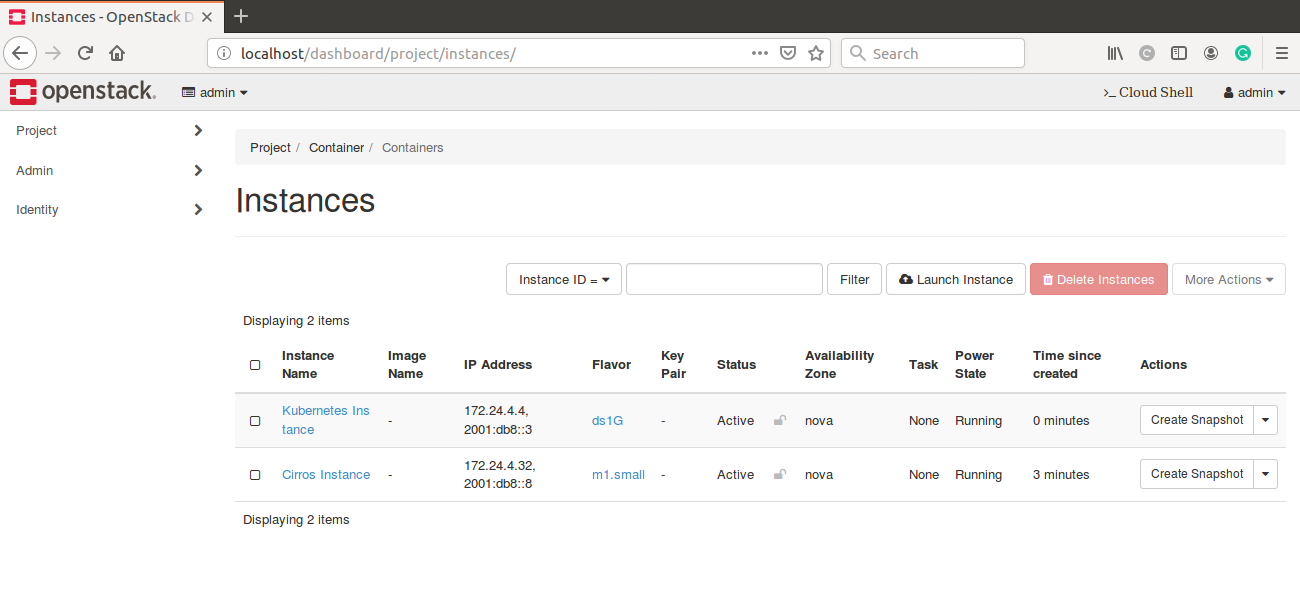 Instances - OpenStack D
localhost/dashboard/project/instances/
Search
openstack.
admin
>_ Cloud Shell
admin
Project
Admin
Identity
Project / Container / Containers
Instances
Instance ID =
Filter
Launch Instance
Delete Instances
More Actions
Displaying 2 items
Instance Name
Image Name
IP Address
Flavor
Key Pair
Status
Availability Zone
Task
Power State
Time since created
Actions
Kubernetes Ins
tance
-
172.24.4.4,
2001:db8::3
ds1G
-
Active
nova
None
Running
0 minutes
Create Snapshot
Cirros Instance
-
172.24.4.32,
2001:db8::8
m1.small
-
Active
nova
None
Running
3 minutes
Create Snapshot
Displaying 2 items